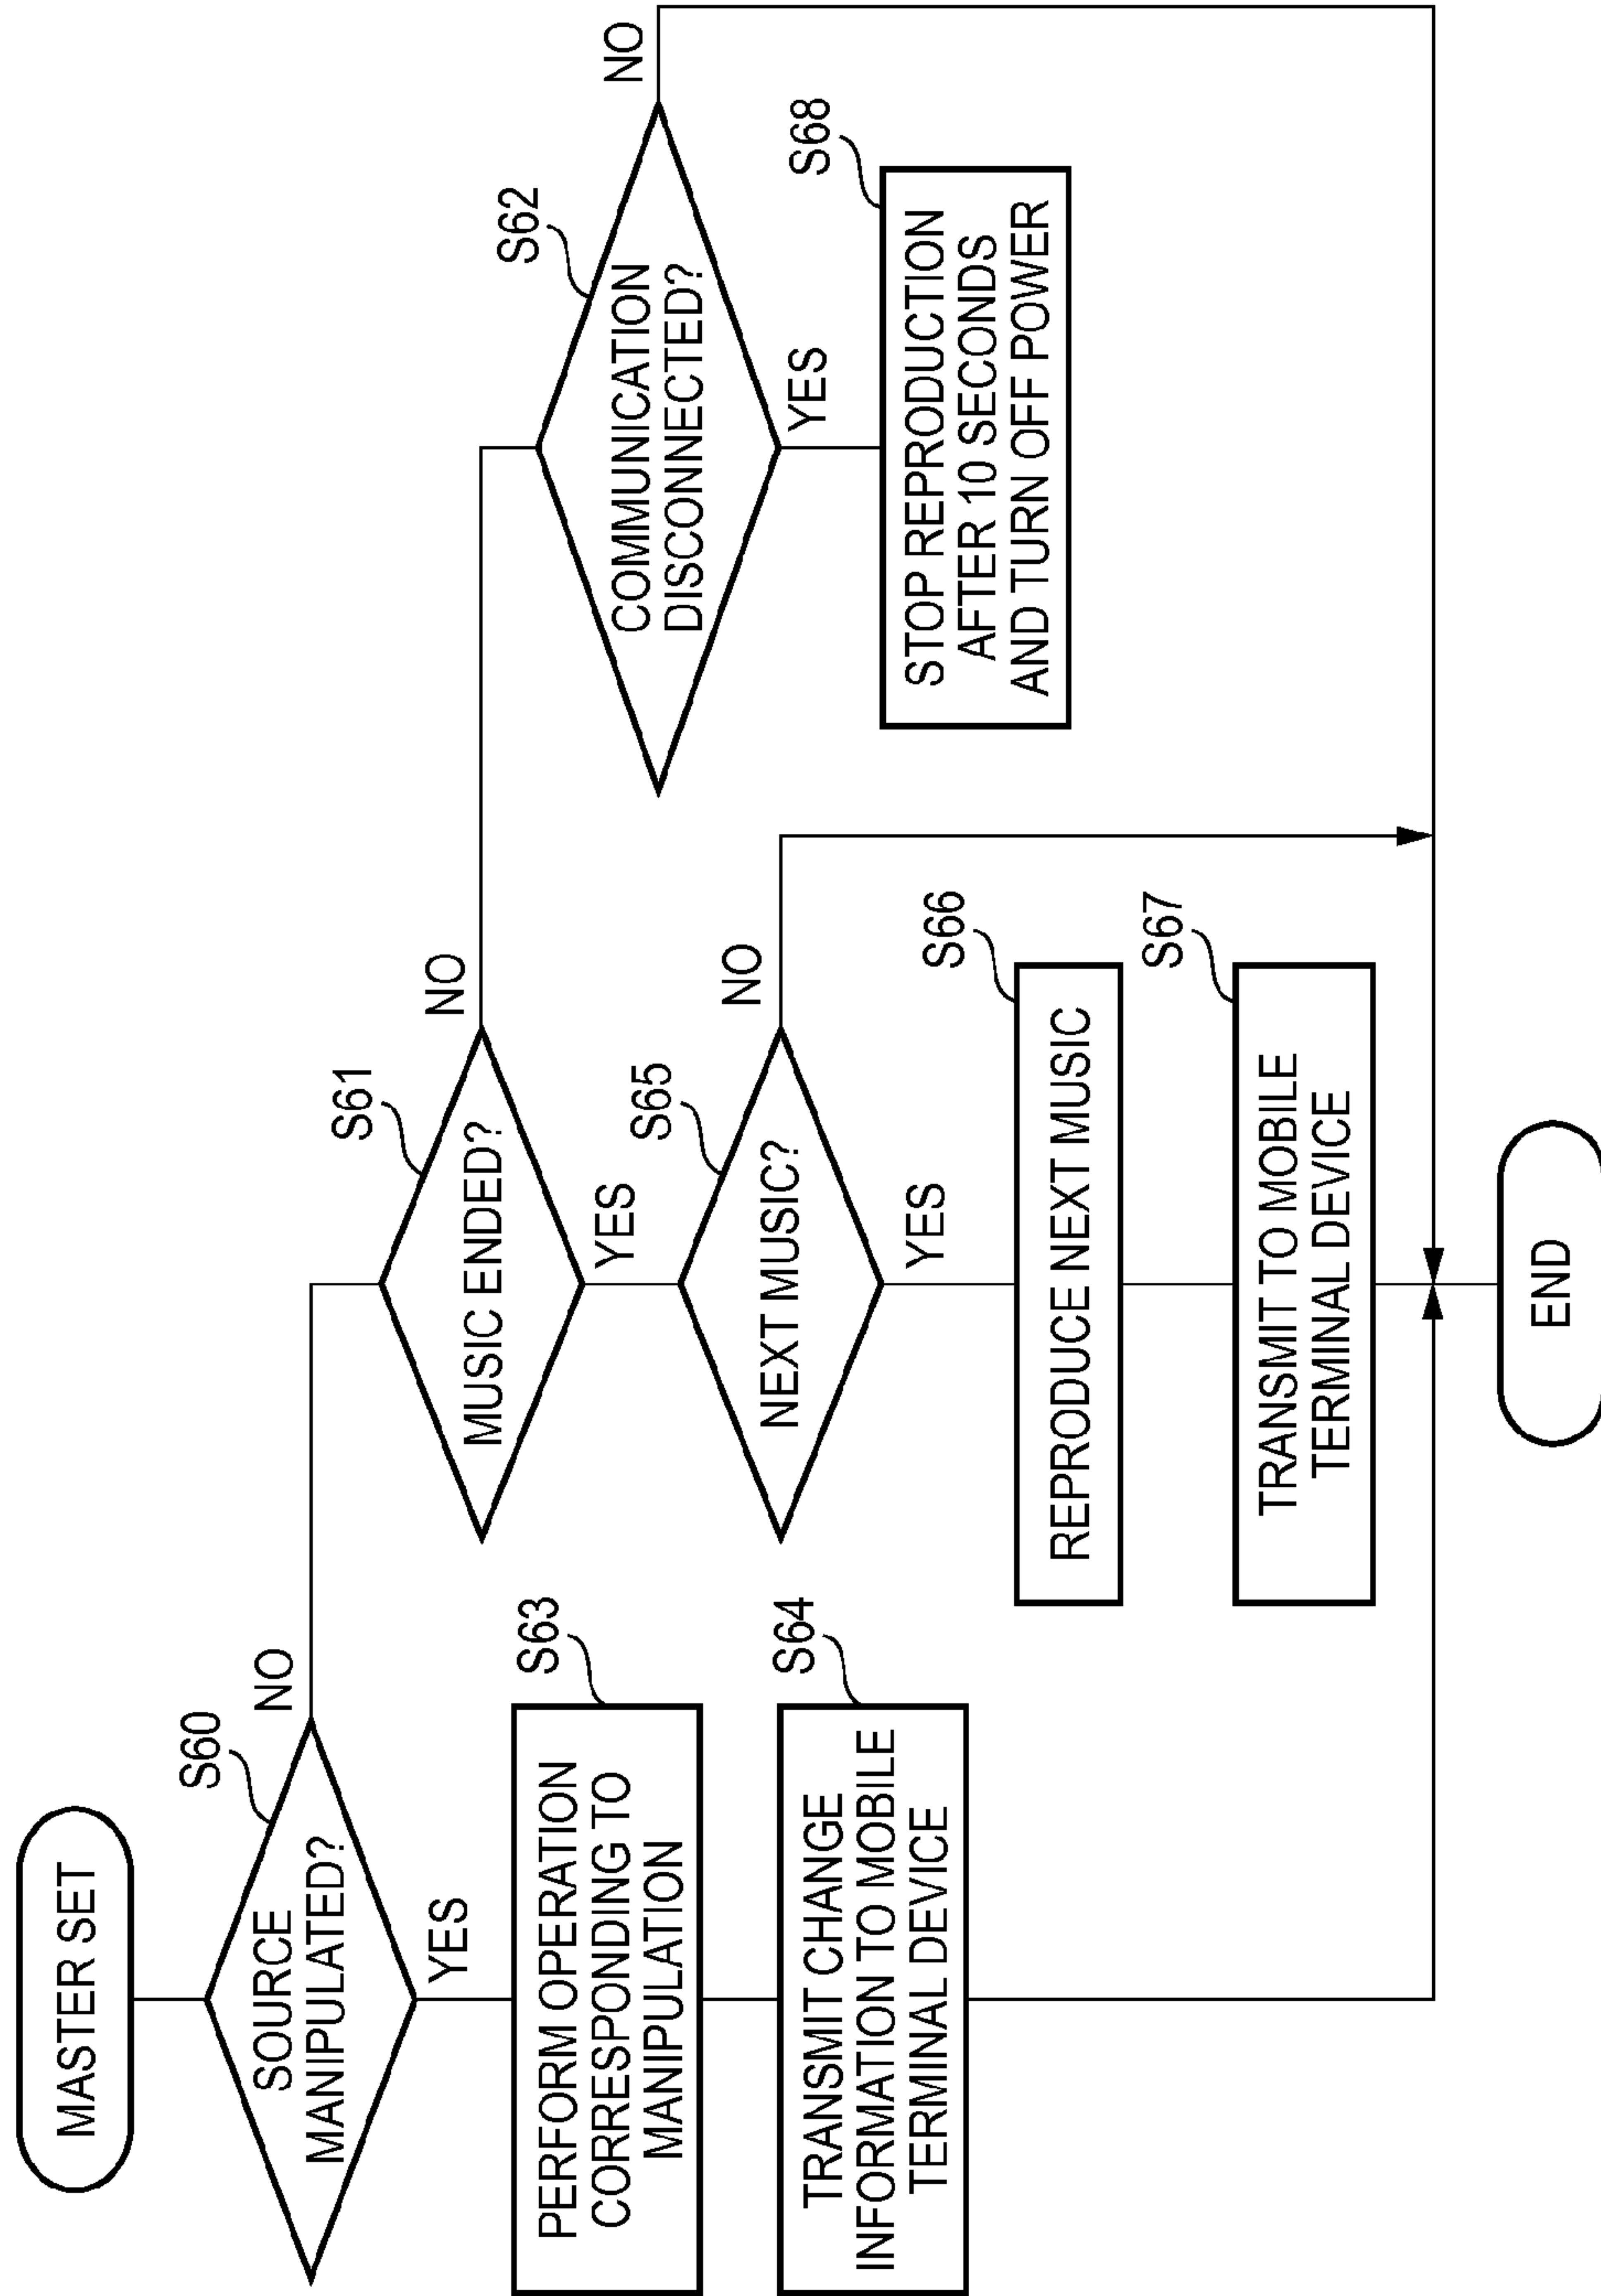 MASTER SET
S60
SOURCE
MANIPULATED?
NO
YES
S63
PERFORM OPERATION
CORRESPONDING TO
MANIPULATION
S64
TRANSMIT CHANGE
INFORMATION TO MOBILE
TERMINAL DEVICE
S61
MUSIC ENDED?
NO
YES
S65
NEXT MUSIC?
NO
YES
S66
REPRODUCE NEXT MUSIC
S67
TRANSMIT TO MOBILE
TERMINAL DEVICE
S62
COMMUNICATION
DISCONNECTED?
NO
YES
S68
STOP REPRODUCTION
AFTER 10 SECONDS
AND TURN OFF POWER
END